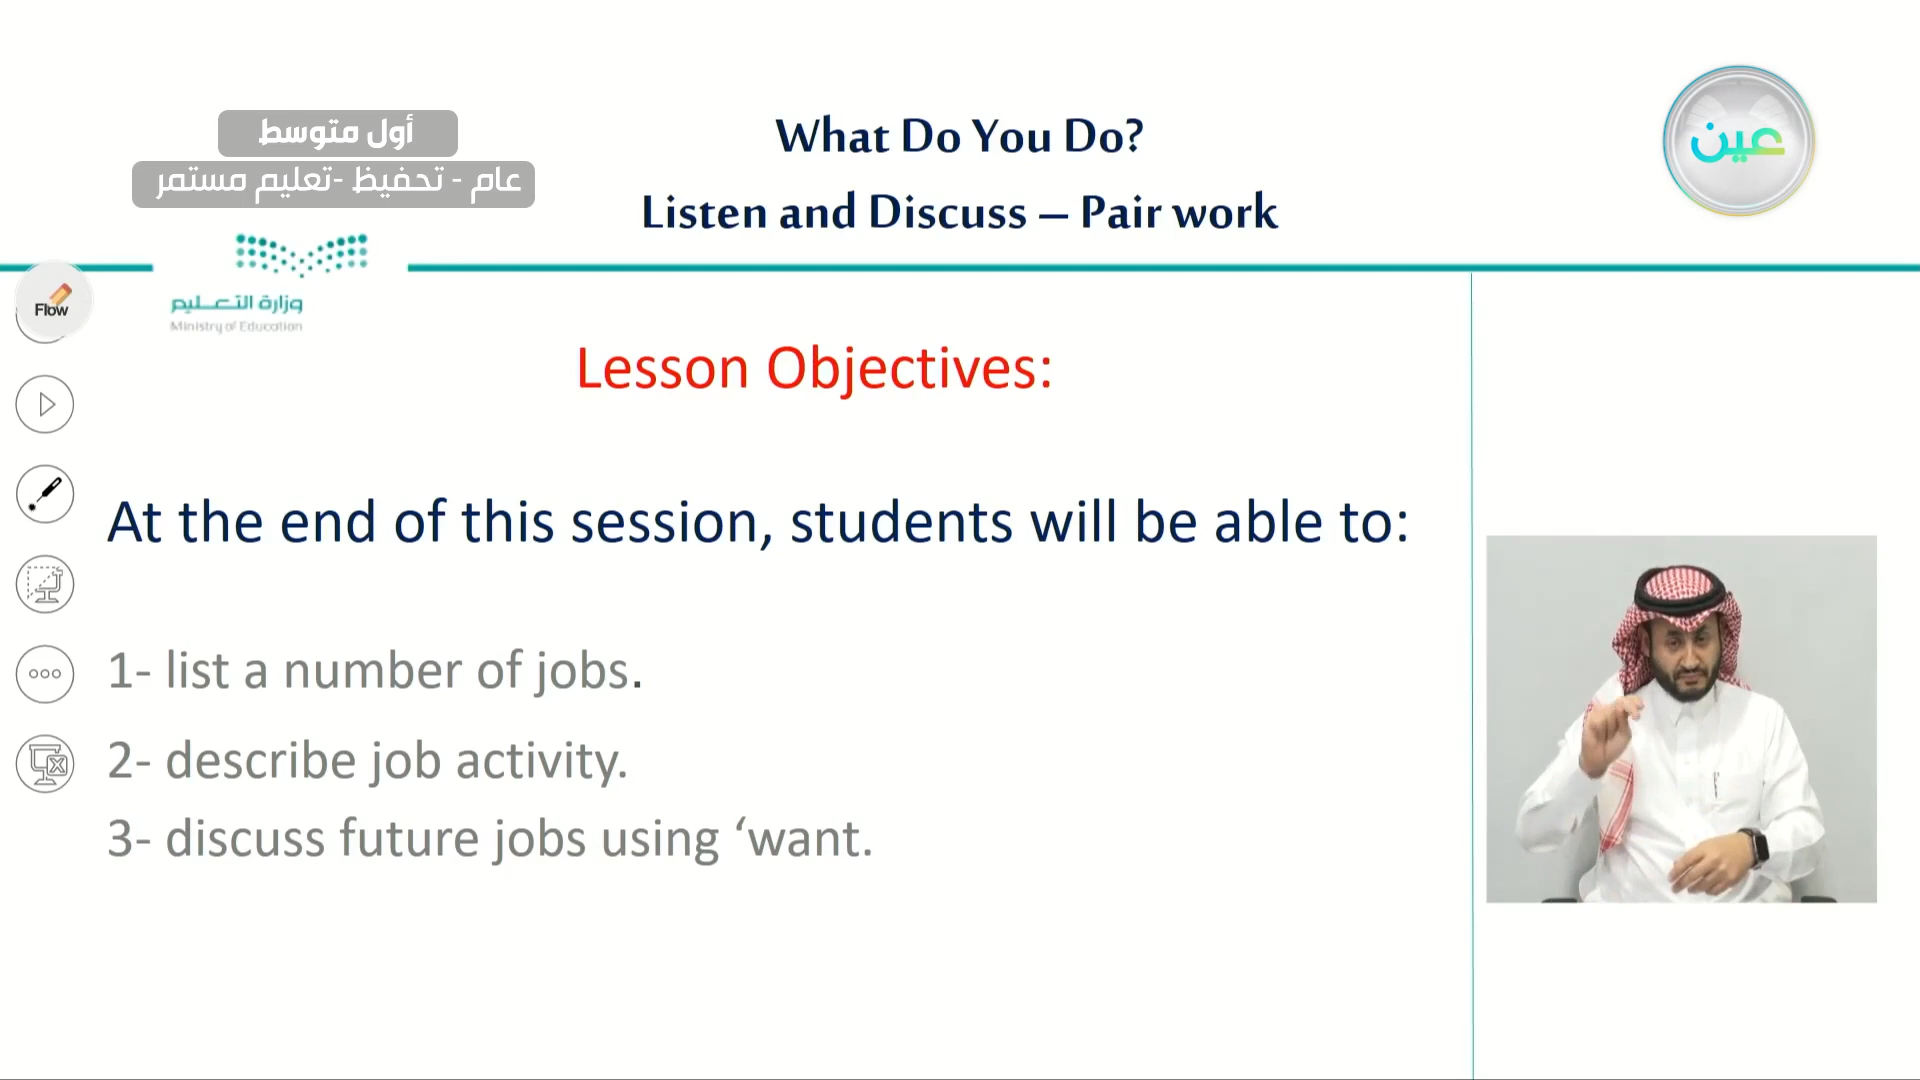 أول متوسط
عام - تحفيظ -تعليم مستمر
What Do You Do?
Listen and Discuss – Pair work
عين
وزارة التعليم
Ministry of Education
Flow
Lesson Objectives:
At the end of this session, students will be able to:
1- list a number of jobs.
2- describe job activity.
3- discuss future jobs using ‘want.